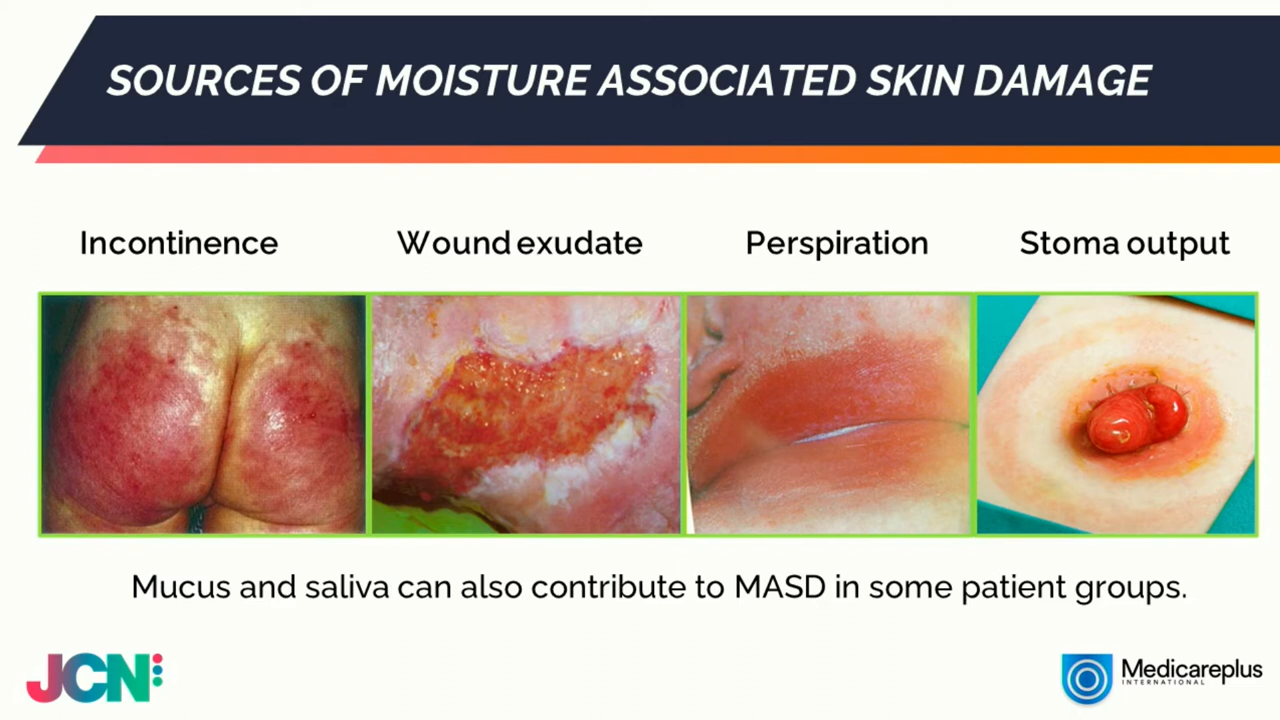 SOURCES OF MOISTURE ASSOCIATED SKIN DAMAGE
Incontinence
Wound exudate
Perspiration
Stoma output
Mucus and saliva can also contribute to MASD in some patient groups.
JCN
Medicareplus
INTERNATIONAL